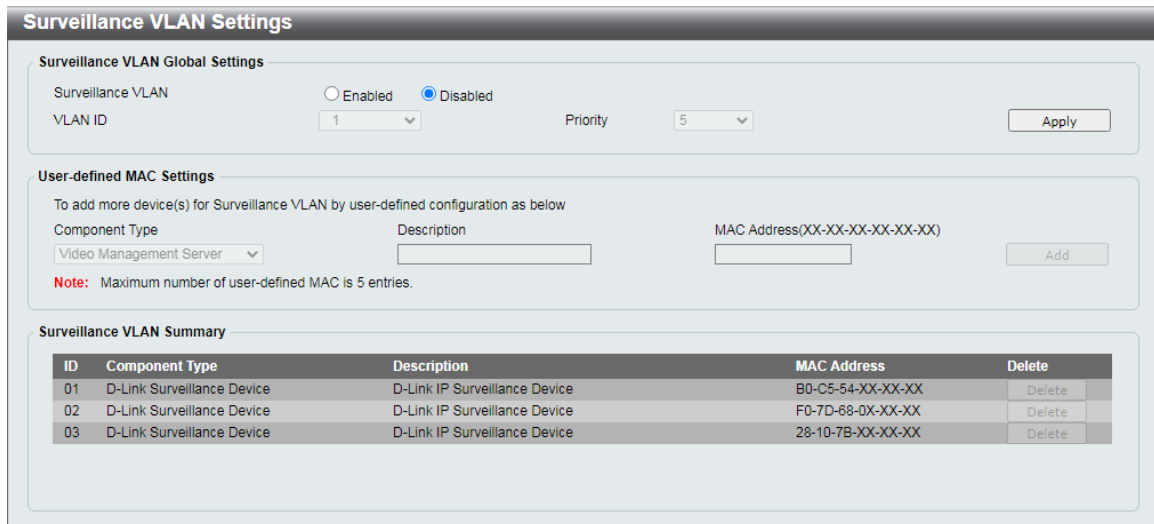 Surveillance VLAN Settings
Surveillance VLAN Global Settings
Surveillance VLAN Enabled Disabled
VLAN ID 1 Priority 5 Apply
User-defined MAC Settings
To add more device(s) for Surveillance VLAN by user-defined configuration as below
Component Type Description MAC Address(XX-XX-XX-XX-XX-XX)
Video Management Server Add
Note: Maximum number of user-defined MAC is 5 entries.
Surveillance VLAN Summary
ID Component Type Description MAC Address Delete
01 D-Link Surveillance Device D-Link IP Surveillance Device B0-C5-54-XX-XX-XX Delete
02 D-Link Surveillance Device D-Link IP Surveillance Device F0-7D-68-0X-XX-XX Delete
03 D-Link Surveillance Device D-Link IP Surveillance Device 28-10-7B-XX-XX-XX Delete